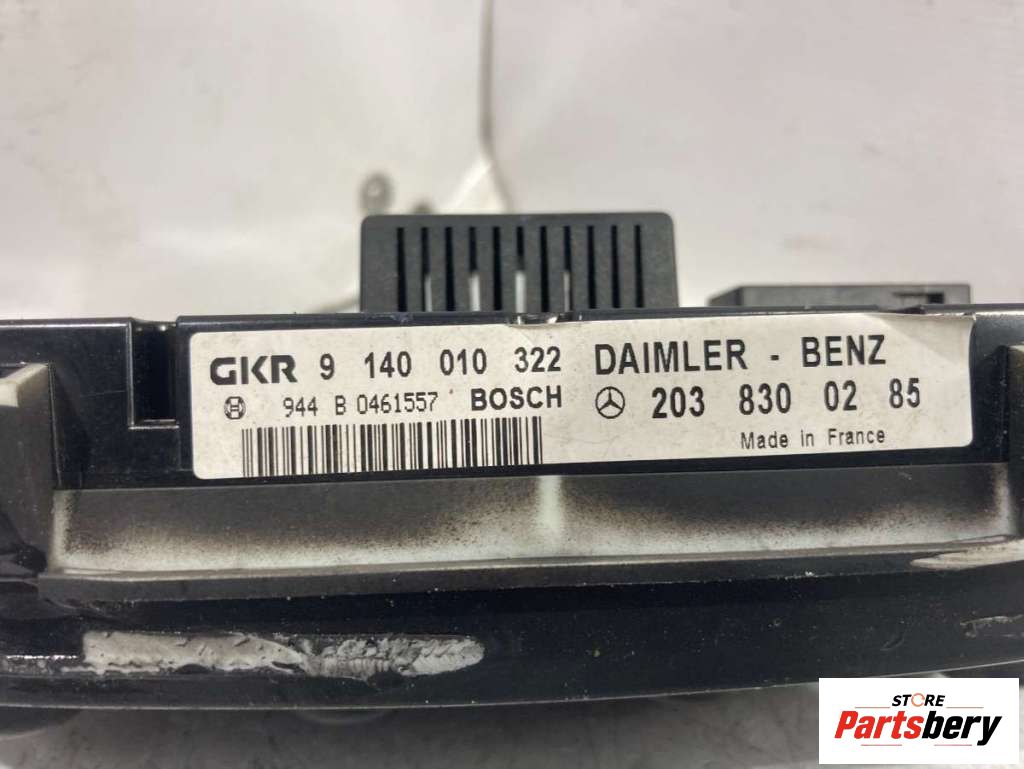 GKR 9 140 010 322 DAIMLER - BENZ
944 B 0461557 BOSCH 203 830 02 85
Made in France
STORE
Partsbery